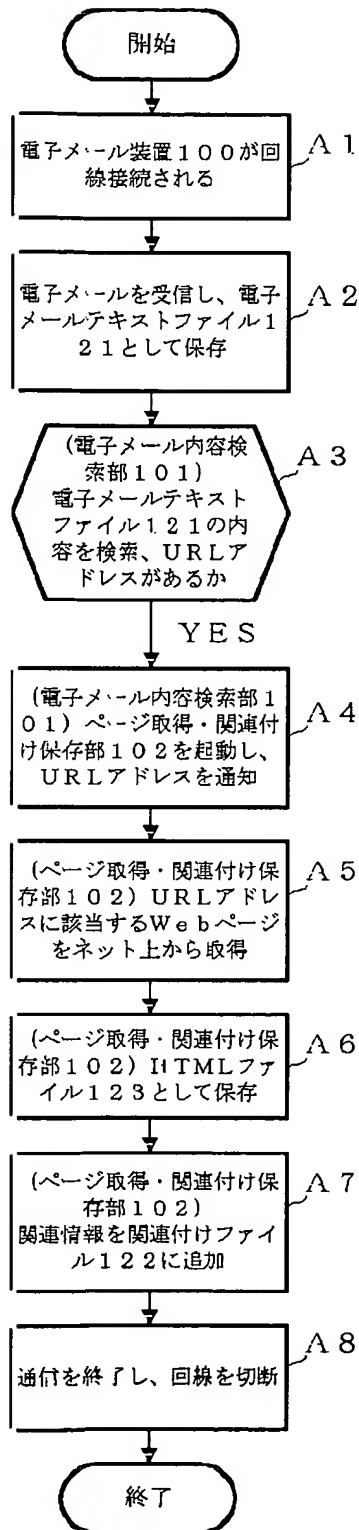 開始
電子メール装置100が回
線接続される
A1
電子メールを受信し、電子
メールテキストファイル1
21として保存
A2
(電子メール内容検
索部101)
電子メールテキスト
ファイル121の内
容を検索、URLア
ドレスがあるか
A3
YES
(電子メール内容検索部1
01)ページ取得・関連付
け保存部102を起動し、
URLアドレスを通知
A4
(ページ取得・関連付け保
存部102)URLアドレ
スに該当するWebページ
をネット上から取得
A5
(ページ取得・関連付け保
存部102)HTMLファ
イル123として保存
A6
(ページ取得・関連付け保
存部102)
関連情報を関連付けファイ
ル122に追加
A7
通信を終了し、回線を切断
A8
終了